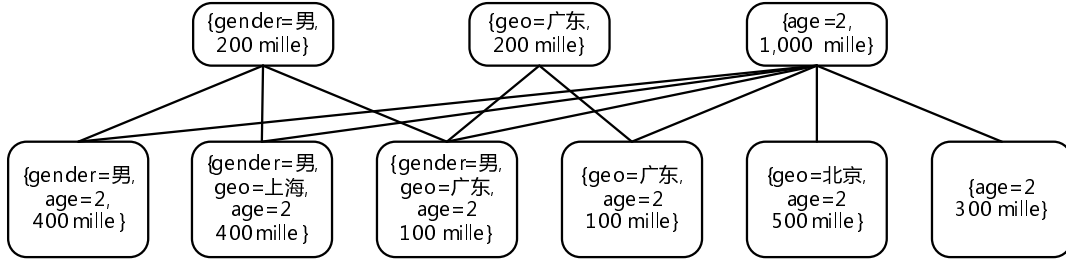 {gender=男,
200 mille}
{geo=广东,
200 mille}
{age=2,
1,000 mille}
{gender=男,
age=2,
400 mille}
{gender=男,
geo=上海,
age=2
400 mille}
{gender=男,
geo=广东,
age=2
100 mille}
{geo=广东,
age=2
100 mille}
{geo=北京,
age=2
500 mille}
{age=2
300 mille}